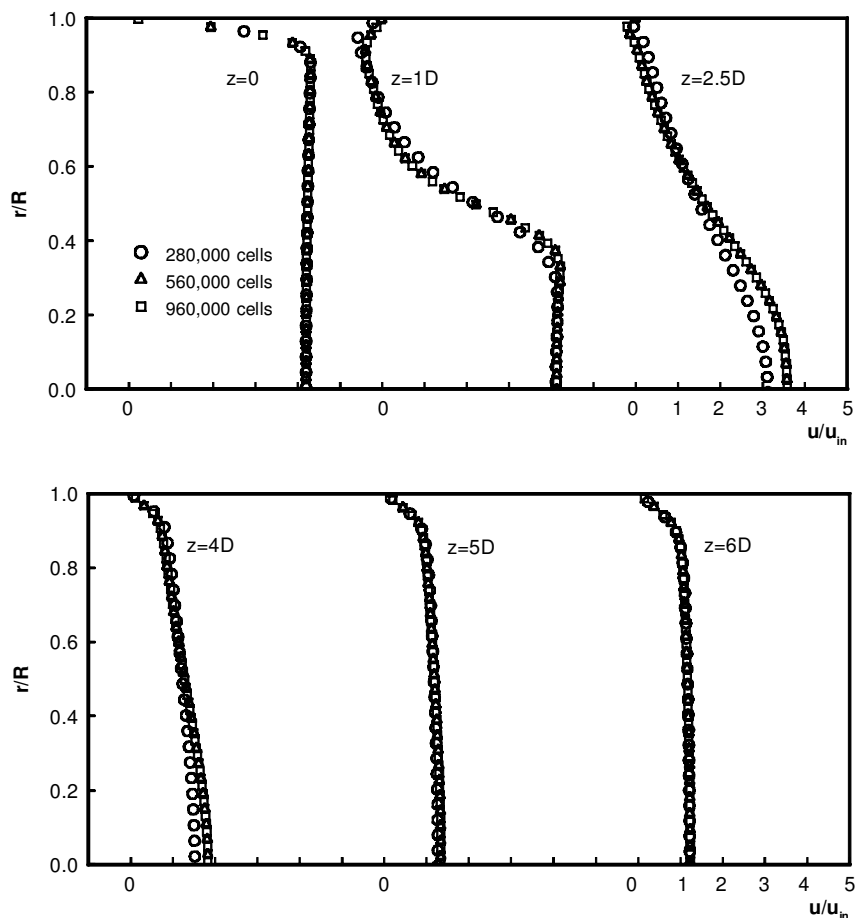 1.0
z=0
z=1D
z=2.5D
0.8
0.6
r/R
0.4
280,000 cells
560,000 cells
960,000 cells
0.2
0.0
0 0 0 1 2 3 4 5
u/u_in
1.0
z=4D
z=5D
z=6D
0.8
0.6
r/R
0.4
0.2
0.0
0 0 0 1 2 3 4 5
u/u_in